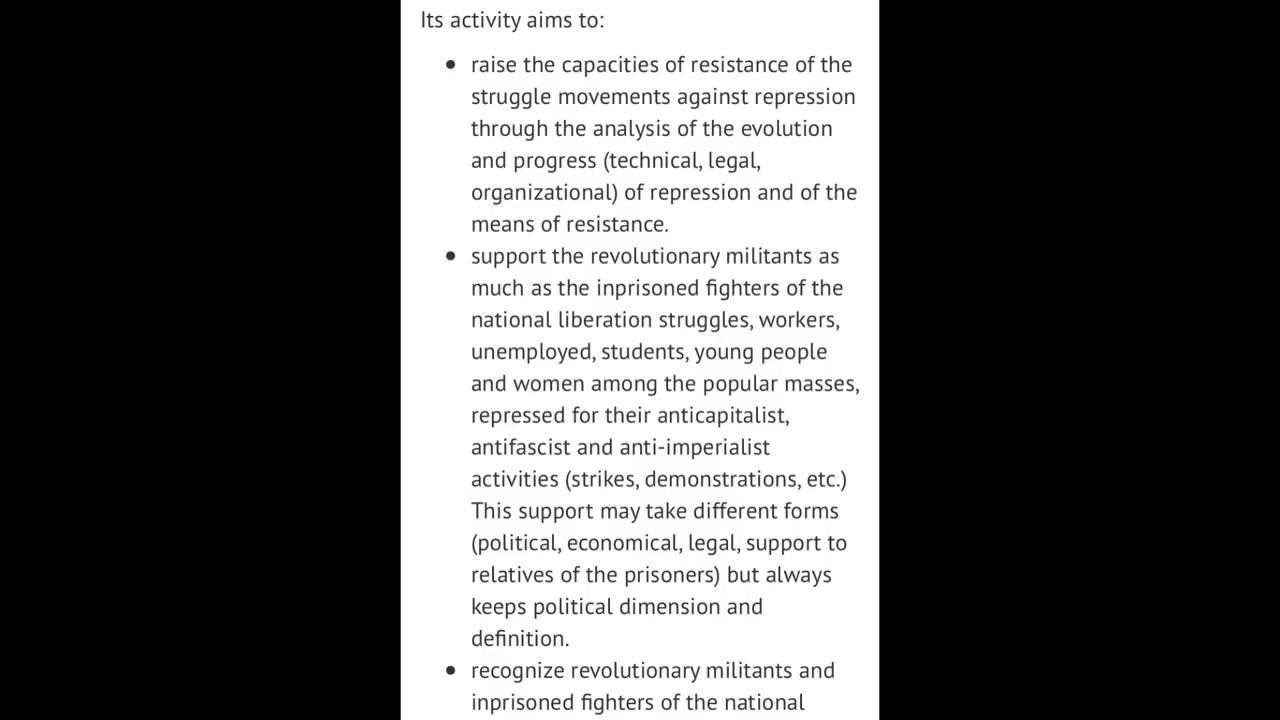 Its activity aims to:
• raise the capacities of resistance of the
struggle movements against repression
through the analysis of the evolution
and progress (technical, legal,
organizational) of repression and of the
means of resistance.
• support the revolutionary militants as
much as the inprisoned fighters of the
national liberation struggles, workers,
unemployed, students, young people
and women among the popular masses,
repressed for their anticapitalist,
antifascist and anti-imperialist
activities (strikes, demonstrations, etc.)
This support may take different forms
(political, economical, legal, support to
relatives of the prisoners) but always
keeps political dimension and
definition.
• recognize revolutionary militants and
inprisoned fighters of the national